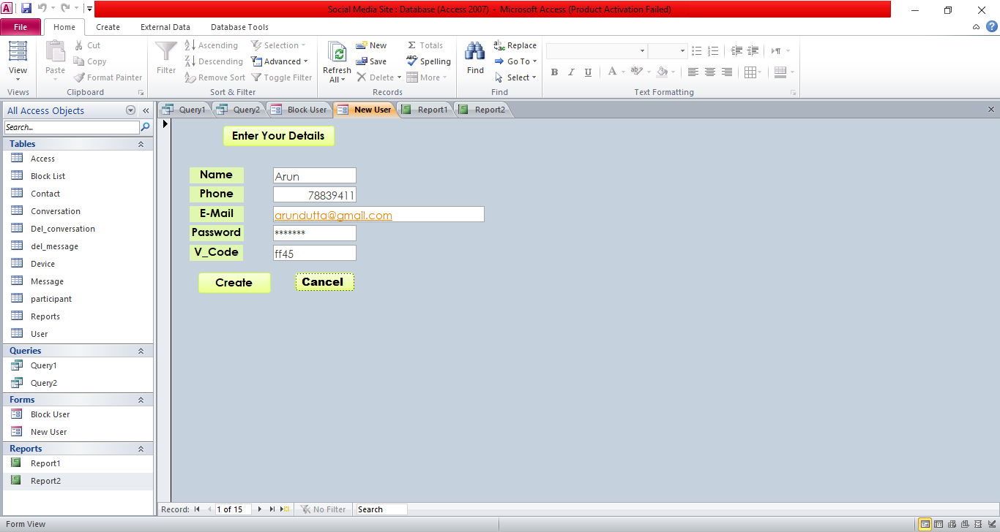 Social Media Site : Database (Access 2007) - Microsoft Access (Product Activation Failed)
File Home Create External Data Database Tools
View
Views
Paste
Cut
Copy
Format Painter
Clipboard
Filter
Ascending
Descending
Remove Sort
Selection
Advanced
Toggle Filter
Sort & Filter
Refresh
All
New
Save
Delete
Totals
Spelling
More
Records
Find
Replace
Go To
Select
Find
B I U A
Text Formatting
All Access Objects
Search...
Tables
Access
Block List
Contact
Conversation
Del_conversation
del_message
Device
Message
participant
Reports
User
Queries
Query1
Query2
Forms
Block User
New User
Reports
Report1
Report2
Query1 Query2 Block User New User Report1 Report2
Enter Your Details
Name Arun
Phone 78839411
E-Mail arundutta@gmail.com
Password *******
V_Code ff45
Create Cancel
Record: 1 of 15 No Filter Search
Form View